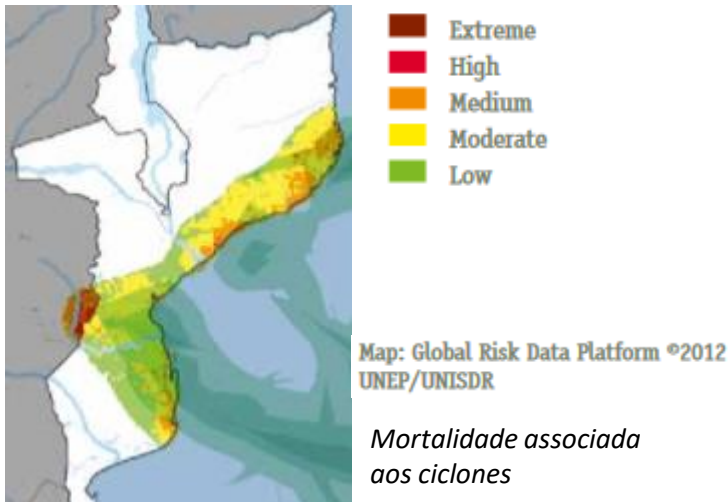 Extreme
High
Medium
Moderate
Low
Map: Global Risk Data Platform ©2012
UNEP/UNISDR
Mortalidade associada
aos ciclones